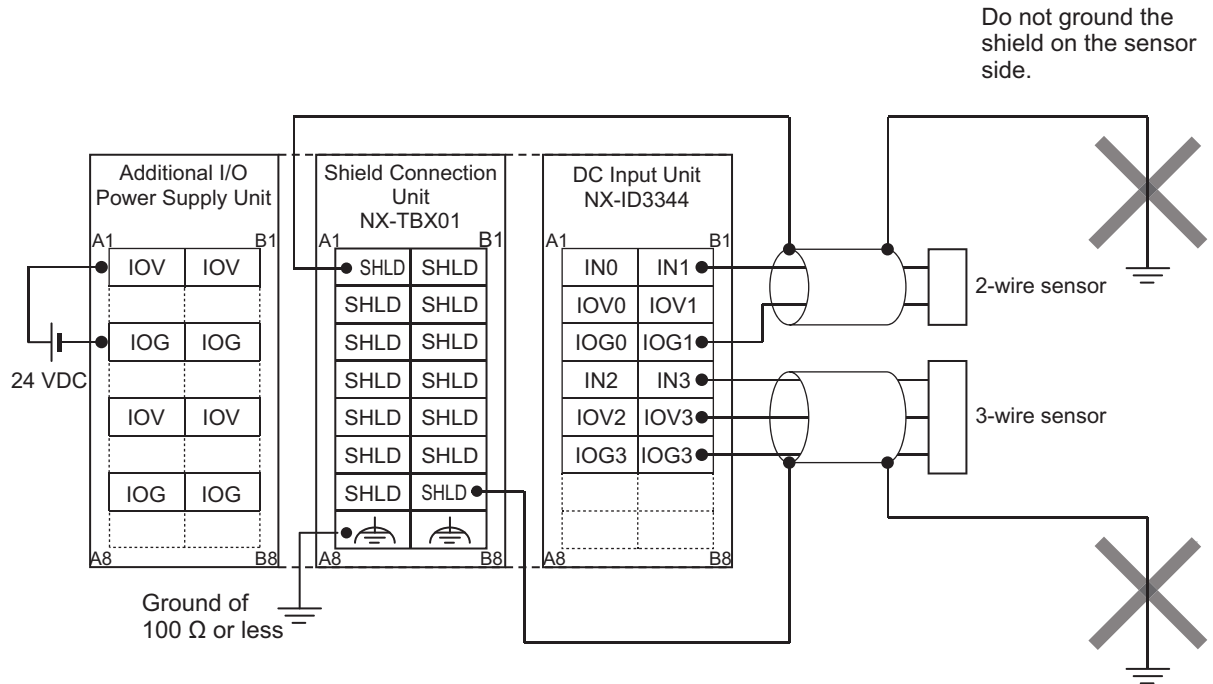 Do not ground the
shield on the sensor
side.
Additional I/O
Power Supply Unit
Shield Connection
Unit
NX-TBX01
DC Input Unit
NX-ID3344
A1 B1 A1 B1 A1 B1
IOV IOV SHLD SHLD IN0 IN1
2-wire sensor
SHLD SHLD IOV0 IOV1
IOG IOG SHLD SHLD IOG0 IOG1
24 VDC
SHLD SHLD IN2 IN3
IOV IOV SHLD SHLD IOV2 IOV3
3-wire sensor
SHLD SHLD IOG3 IOG3
IOG IOG SHLD SHLD
A8 B8 A8 B8 A8 B8
Ground of
100 Ω or less